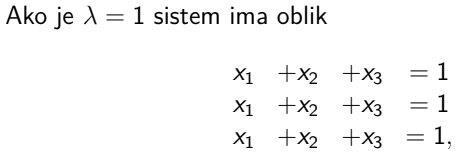 Ako je λ = 1 sistem ima oblik
x₁ +x₂ +x₃ = 1
x₁ +x₂ +x₃ = 1
x₁ +x₂ +x₃ = 1,